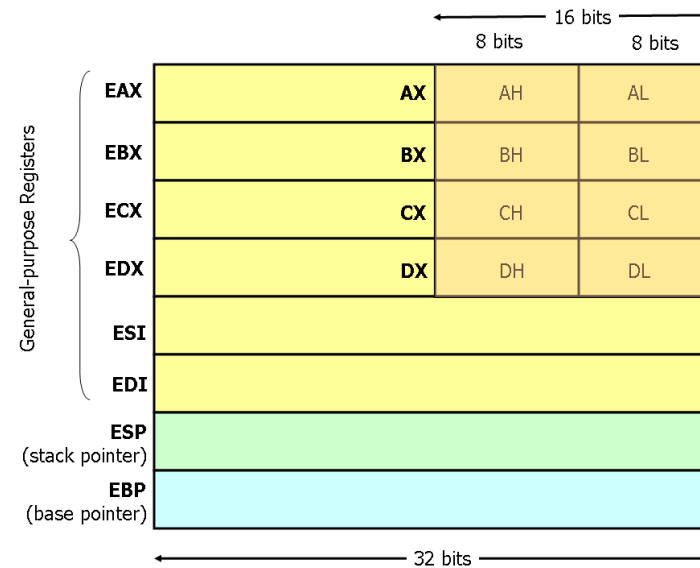 16 bits
8 bits 8 bits
General-purpose Registers
EAX AX AH AL
EBX BX BH BL
ECX CX CH CL
EDX DX DH DL
ESI
EDI
ESP
(stack pointer)
EBP
(base pointer)
32 bits